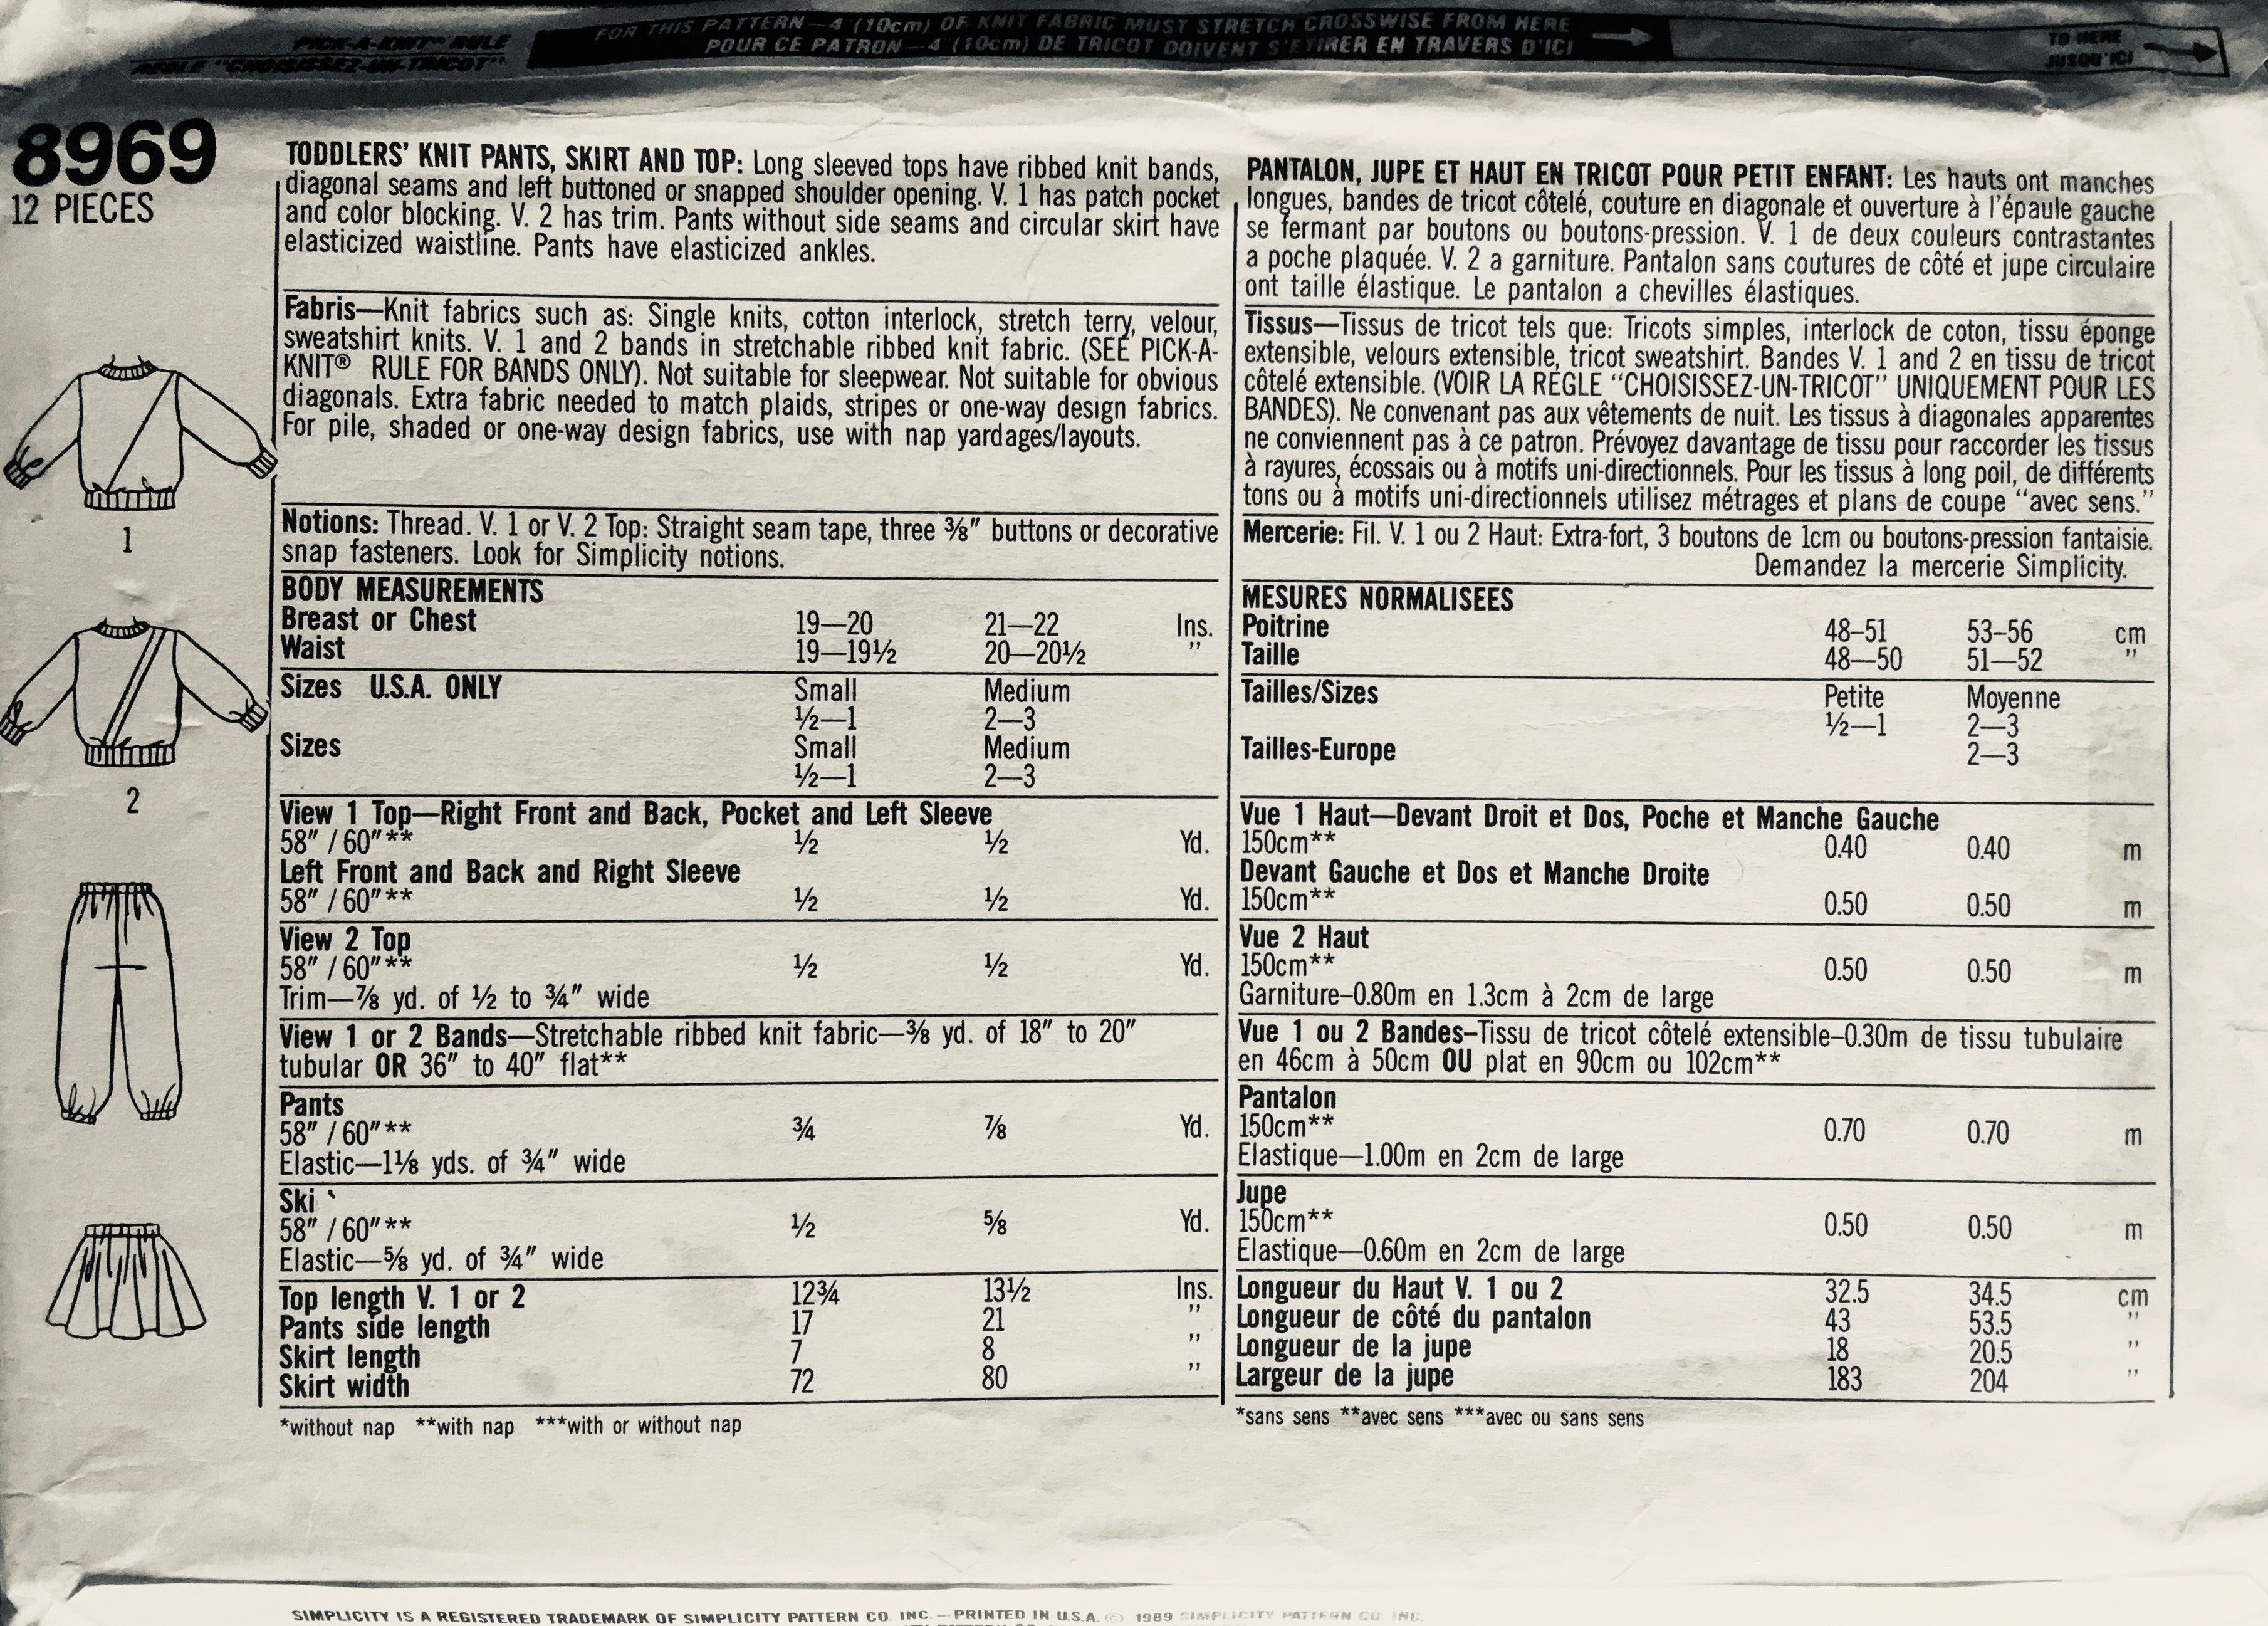 PICK-A-KNIT® RULE
RÈGLE "CHOISISSEZ-UN-TRICOT"
FOR THIS PATTERN—4 (10cm) OF KNIT FABRIC MUST STRETCH CROSSWISE FROM HERE
POUR CE PATRON—4 (10cm) DE TRICOT DOIVENT S'ETIRER EN TRAVERS D'ICI
TO HERE
JUSQU'ICI
8969
12 PIECES
1
2
TODDLERS' KNIT PANTS, SKIRT AND TOP: Long sleeved tops have ribbed knit bands,
diagonal seams and left buttoned or snapped shoulder opening. V. 1 has patch pocket
and color blocking. V. 2 has trim. Pants without side seams and circular skirt have
elasticized waistline. Pants have elasticized ankles.
Fabris—Knit fabrics such as: Single knits, cotton interlock, stretch terry, velour,
sweatshirt knits. V. 1 and 2 bands in stretchable ribbed knit fabric. (SEE PICK-A-
KNIT® RULE FOR BANDS ONLY). Not suitable for sleepwear. Not suitable for obvious
diagonals. Extra fabric needed to match plaids, stripes or one-way design fabrics.
For pile, shaded or one-way design fabrics, use with nap yardages/layouts.
Notions: Thread. V. 1 or V. 2 Top: Straight seam tape, three ⅜" buttons or decorative
snap fasteners. Look for Simplicity notions.
BODY MEASUREMENTS
Breast or Chest 19—20 21—22 Ins.
Waist 19—19½ 20—20½ "
Sizes U.S.A. ONLY Small Medium
½—1 2—3
Sizes Small Medium
½—1 2—3
View 1 Top—Right Front and Back, Pocket and Left Sleeve
58" / 60"** ½ ½ Yd.
Left Front and Back and Right Sleeve
58" / 60"** ½ ½ Yd.
View 2 Top
58" / 60"** ½ ½ Yd.
Trim—⅞ yd. of ½ to ¾" wide
View 1 or 2 Bands—Stretchable ribbed knit fabric—⅜ yd. of 18" to 20"
tubular OR 36" to 40" flat**
Pants
58" / 60"** ¾ ⅞ Yd.
Elastic—1⅛ yds. of ¾" wide
Ski
58" / 60"** ½ ⅝ Yd.
Elastic—⅝ yd. of ¾" wide
Top length V. 1 or 2 12¾ 13½ Ins.
Pants side length 17 21 "
Skirt length 7 8 "
Skirt width 72 80 "
*without nap **with nap ***with or without nap
PANTALON, JUPE ET HAUT EN TRICOT POUR PETIT ENFANT: Les hauts ont manches
longues, bandes de tricot côtelé, couture en diagonale et ouverture à l'épaule gauche
se fermant par boutons ou boutons-pression. V. 1 de deux couleurs contrastantes
a poche plaquée. V. 2 a garniture. Pantalon sans coutures de côté et jupe circulaire
ont taille élastique. Le pantalon a chevilles élastiques.
Tissus—Tissus de tricot tels que: Tricots simples, interlock de coton, tissu éponge
extensible, velours extensible, tricot sweatshirt. Bandes V. 1 and 2 en tissu de tricot
côtelé extensible. (VOIR LA REGLE "CHOISISSEZ-UN-TRICOT" UNIQUEMENT POUR LES
BANDES). Ne convenant pas aux vêtements de nuit. Les tissus à diagonales apparentes
ne conviennent pas à ce patron. Prévoyez davantage de tissu pour raccorder les tissus
à rayures, écossais ou à motifs uni-directionnels. Pour les tissus à long poil, de différents
tons ou à motifs uni-directionnels utilisez métrages et plans de coupe "avec sens."
Mercerie: Fil. V. 1 ou 2 Haut: Extra-fort, 3 boutons de 1cm ou boutons-pression fantaisie.
Demandez la mercerie Simplicity.
MESURES NORMALISEES
Poitrine 48–51 53–56 cm
Taille 48—50 51—52 "
Tailles/Sizes Petite Moyenne
½—1 2—3
Tailles-Europe 2—3
Vue 1 Haut—Devant Droit et Dos, Poche et Manche Gauche
150cm** 0.40 0.40 m
Devant Gauche et Dos et Manche Droite
150cm** 0.50 0.50 m
Vue 2 Haut
150cm** 0.50 0.50 m
Garniture–0.80m en 1.3cm à 2cm de large
Vue 1 ou 2 Bandes–Tissu de tricot côtelé extensible–0.30m de tissu tubulaire
en 46cm à 50cm OU plat en 90cm ou 102cm**
Pantalon
150cm** 0.70 0.70 m
Elastique—1.00m en 2cm de large
Jupe
150cm** 0.50 0.50 m
Elastique—0.60m en 2cm de large
Longueur du Haut V. 1 ou 2 32.5 34.5 cm
Longueur de côté du pantalon 43 53.5 "
Longueur de la jupe 18 20.5 "
Largeur de la jupe 183 204 "
*sans sens **avec sens ***avec ou sans sens
SIMPLICITY IS A REGISTERED TRADEMARK OF SIMPLICITY PATTERN CO. INC.—PRINTED IN U.S.A. © 1989 SIMPLICITY PATTERN CO. INC.